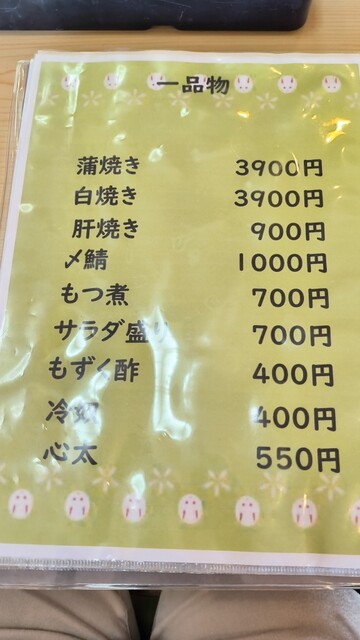 一品物
蒲焼き 3900円
白焼き 3900円
肝焼き 900円
〆鯖 1000円
もつ煮 700円
サラダ盛り 700円
もずく酢 400円
冷奴 400円
心太 550円